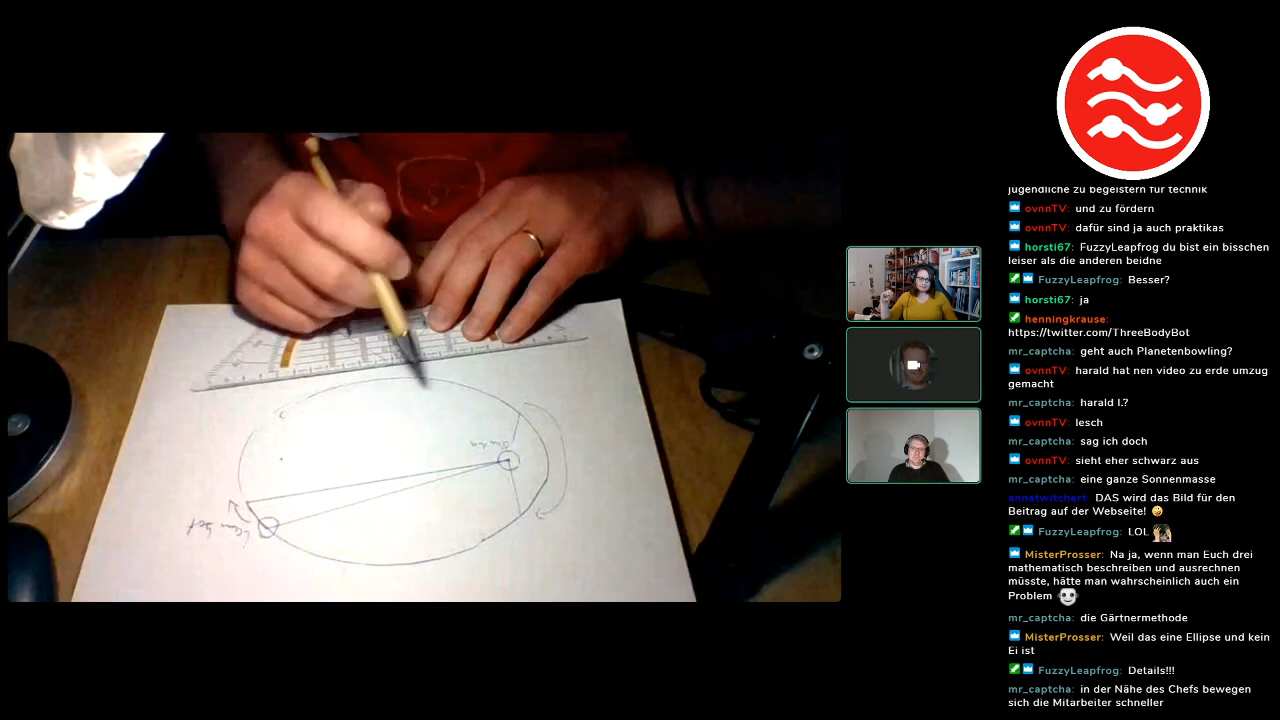 jugendliche zu begeistern für technik
ovnnTV: und zu fördern
ovnnTV: dafür sind ja auch praktikas
horsti67: FuzzyLeapfrog du bist ein bisschen
leiser als die anderen beidne
FuzzyLeapfrog: Besser?
horsti67: ja
henningkrause:
https://twitter.com/ThreeBodyBot
mr_captcha: geht auch Planetenbowling?
ovnnTV: harald hat nen video zu erde umzug
gemacht
mr_captcha: harald l.?
ovnnTV: lesch
mr_captcha: sag ich doch
ovnnTV: sieht eher schwarz aus
mr_captcha: eine ganze Sonnenmasse
annatwitchert: DAS wird das Bild für den
Beitrag auf der Webseite! 😜
FuzzyLeapfrog: LOL
MisterProsser: Na ja, wenn man Euch drei
mathematisch beschreiben und ausrechnen
müsste, hätte man wahrscheinlich auch ein
Problem
mr_captcha: die Gärtnermethode
MisterProsser: Weil das eine Ellipse und kein
Ei ist
FuzzyLeapfrog: Details!!!
mr_captcha: in der Nähe des Chefs bewegen
sich die Mitarbeiter schneller